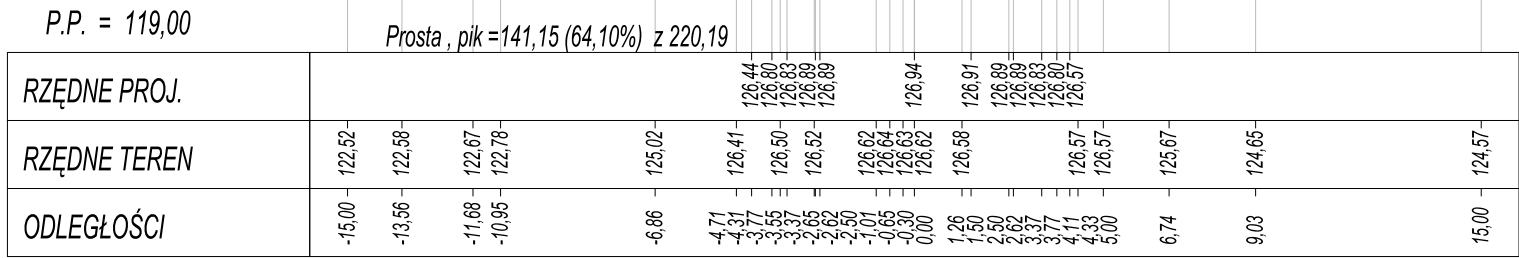 P.P. = 119,00
Prosta , pik =141,15 (64,10%) z 220,19
RZĘDNE PROJ. 126,44 126,80 126,83 126,89 126,89 126,94 126,91 126,89 126,89 126,83 126,80 126,57
RZĘDNE TEREN 122,52 122,58 122,67 122,78 125,02 126,41 126,50 126,52 126,62 126,64 126,63 126,62 126,58 126,57 126,57 125,67 124,65 124,57
ODLEGŁOŚCI -15,00 -13,56 -11,68 -10,95 -6,86 -4,71 -4,31 -3,77 -3,55 -3,37 -2,65 -2,62 -2,50 -1,01 -0,65 -0,30 0,00 1,26 1,50 2,50 2,62 3,37 3,77 4,11 4,33 5,00 6,74 9,03 15,00